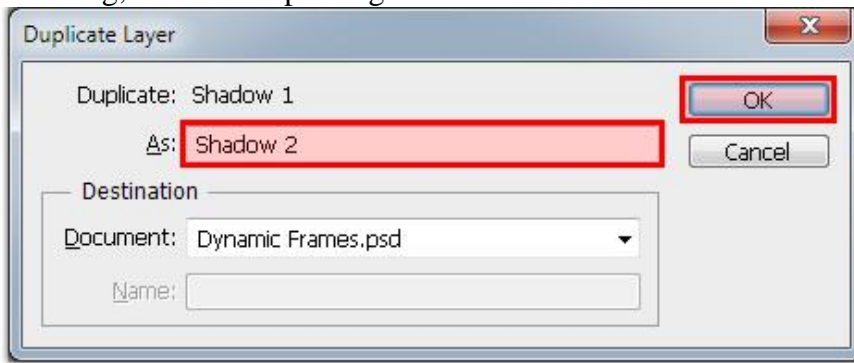 Duplicate Layer
Duplicate: Shadow 1
OK
As: Shadow 2
Cancel
Destination
Document: Dynamic Frames.psd
Name: